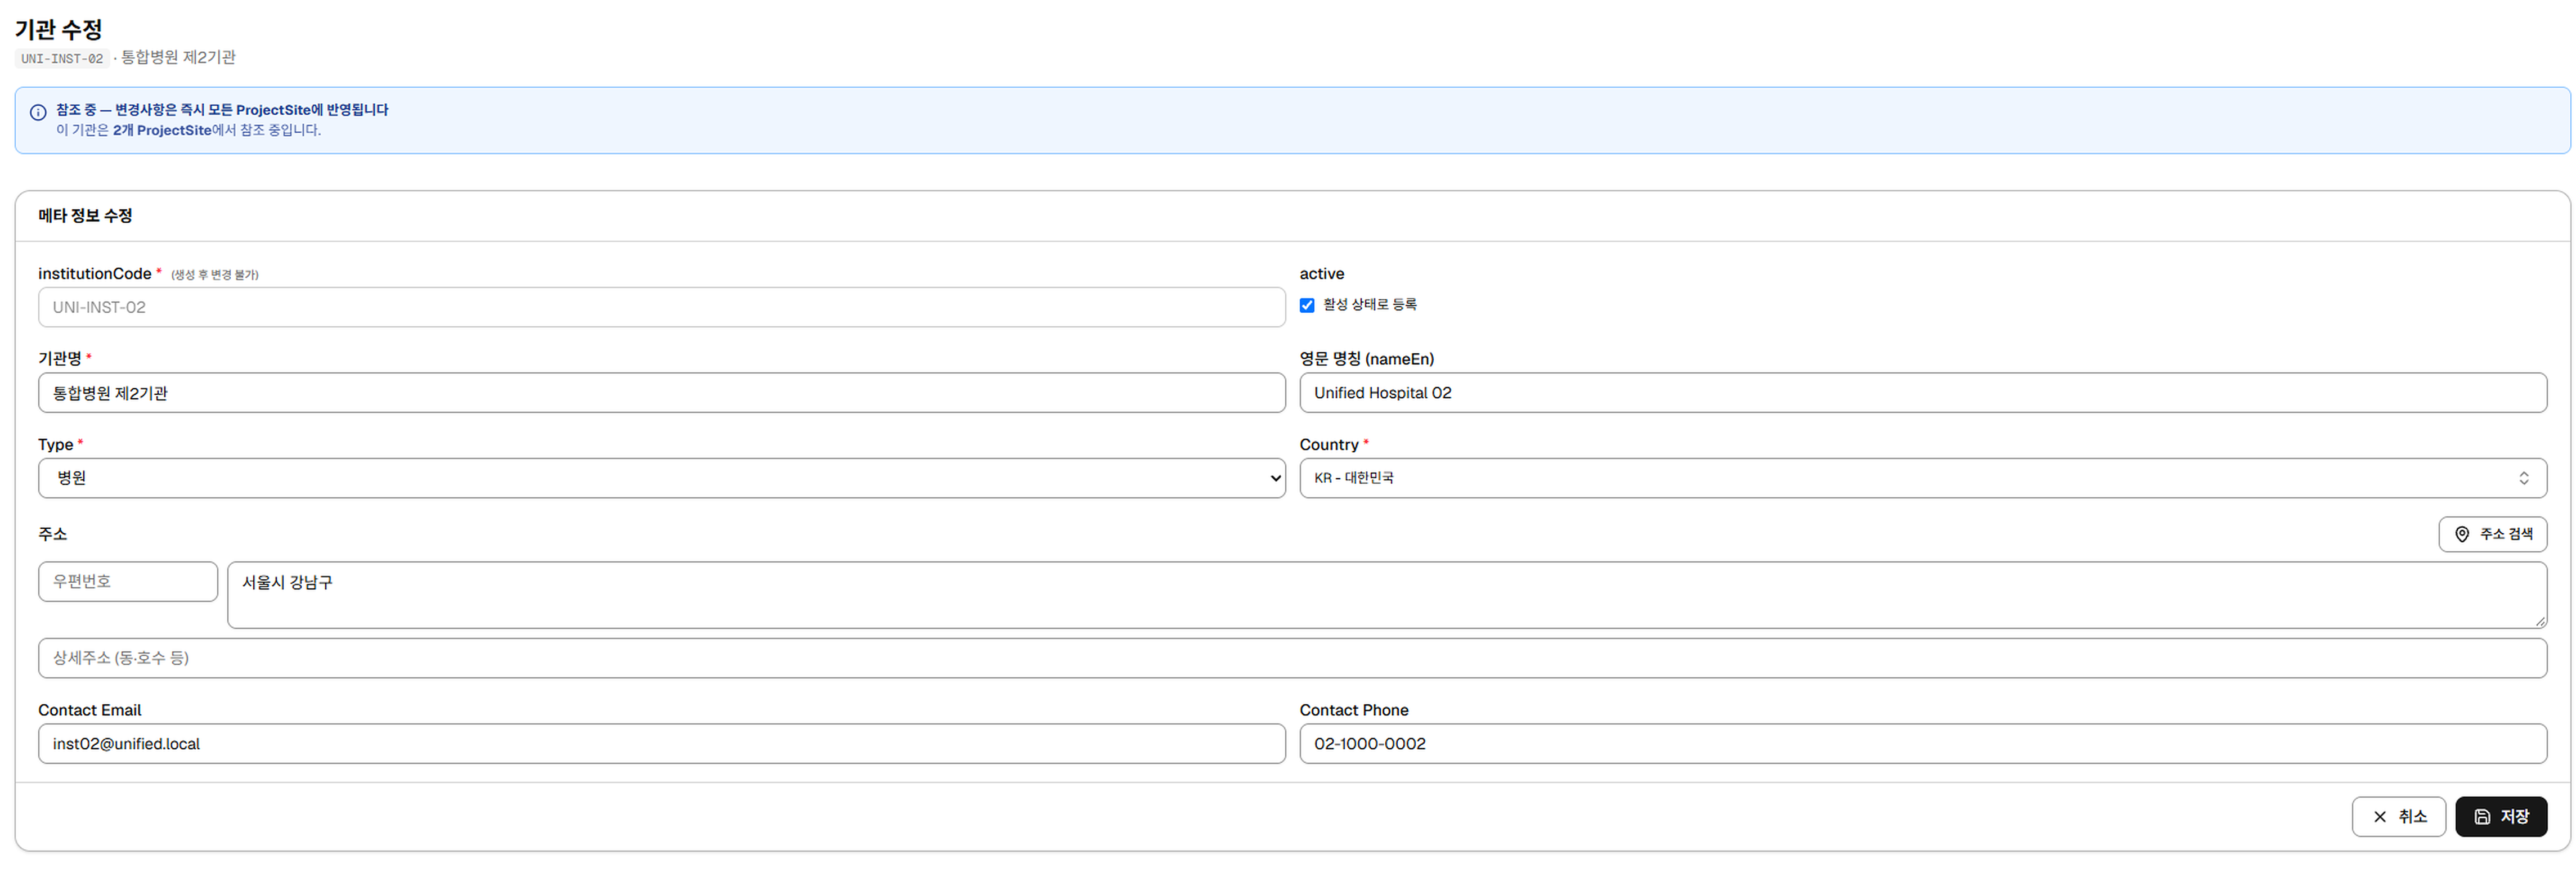 기관 수정
UNI-INST-02 · 통합병원 제2기관
참조 중 — 변경사항은 즉시 모든 ProjectSite에 반영됩니다
이 기관은 2개 ProjectSite에서 참조 중입니다.
메타 정보 수정
institutionCode * (생성 후 변경 불가)
UNI-INST-02
active
활성 상태로 등록
기관명 *
통합병원 제2기관
영문 명칭 (nameEn)
Unified Hospital 02
Type *
병원
Country *
KR - 대한민국
주소
주소 검색
우편번호
서울시 강남구
상세주소 (동·호수 등)
Contact Email
inst02@unified.local
Contact Phone
02-1000-0002
취소
저장